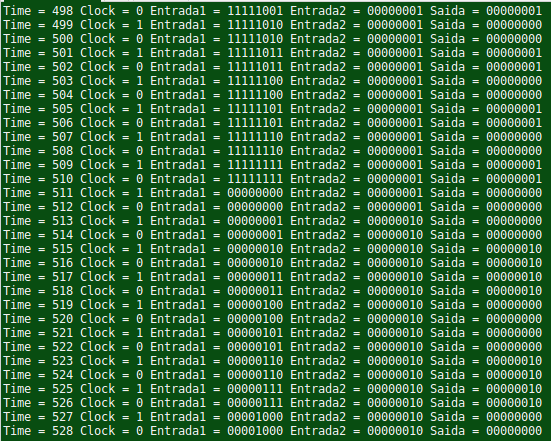 Time = 498 Clock = 0 Entrada1 = 11111001 Entrada2 = 00000001 Saida = 00000001
Time = 499 Clock = 1 Entrada1 = 11111010 Entrada2 = 00000001 Saida = 00000000
Time = 500 Clock = 0 Entrada1 = 11111010 Entrada2 = 00000001 Saida = 00000000
Time = 501 Clock = 1 Entrada1 = 11111011 Entrada2 = 00000001 Saida = 00000001
Time = 502 Clock = 0 Entrada1 = 11111011 Entrada2 = 00000001 Saida = 00000001
Time = 503 Clock = 1 Entrada1 = 11111100 Entrada2 = 00000001 Saida = 00000000
Time = 504 Clock = 0 Entrada1 = 11111100 Entrada2 = 00000001 Saida = 00000000
Time = 505 Clock = 1 Entrada1 = 11111101 Entrada2 = 00000001 Saida = 00000001
Time = 506 Clock = 0 Entrada1 = 11111101 Entrada2 = 00000001 Saida = 00000001
Time = 507 Clock = 1 Entrada1 = 11111110 Entrada2 = 00000001 Saida = 00000000
Time = 508 Clock = 0 Entrada1 = 11111110 Entrada2 = 00000001 Saida = 00000000
Time = 509 Clock = 1 Entrada1 = 11111111 Entrada2 = 00000001 Saida = 00000001
Time = 510 Clock = 0 Entrada1 = 11111111 Entrada2 = 00000001 Saida = 00000001
Time = 511 Clock = 1 Entrada1 = 00000000 Entrada2 = 00000001 Saida = 00000000
Time = 512 Clock = 0 Entrada1 = 00000000 Entrada2 = 00000001 Saida = 00000000
Time = 513 Clock = 1 Entrada1 = 00000001 Entrada2 = 00000010 Saida = 00000000
Time = 514 Clock = 0 Entrada1 = 00000001 Entrada2 = 00000010 Saida = 00000000
Time = 515 Clock = 1 Entrada1 = 00000010 Entrada2 = 00000010 Saida = 00000010
Time = 516 Clock = 0 Entrada1 = 00000010 Entrada2 = 00000010 Saida = 00000010
Time = 517 Clock = 1 Entrada1 = 00000011 Entrada2 = 00000010 Saida = 00000010
Time = 518 Clock = 0 Entrada1 = 00000011 Entrada2 = 00000010 Saida = 00000010
Time = 519 Clock = 1 Entrada1 = 00000100 Entrada2 = 00000010 Saida = 00000000
Time = 520 Clock = 0 Entrada1 = 00000100 Entrada2 = 00000010 Saida = 00000000
Time = 521 Clock = 1 Entrada1 = 00000101 Entrada2 = 00000010 Saida = 00000000
Time = 522 Clock = 0 Entrada1 = 00000101 Entrada2 = 00000010 Saida = 00000000
Time = 523 Clock = 1 Entrada1 = 00000110 Entrada2 = 00000010 Saida = 00000010
Time = 524 Clock = 0 Entrada1 = 00000110 Entrada2 = 00000010 Saida = 00000010
Time = 525 Clock = 1 Entrada1 = 00000111 Entrada2 = 00000010 Saida = 00000010
Time = 526 Clock = 0 Entrada1 = 00000111 Entrada2 = 00000010 Saida = 00000010
Time = 527 Clock = 1 Entrada1 = 00001000 Entrada2 = 00000010 Saida = 00000000
Time = 528 Clock = 0 Entrada1 = 00001000 Entrada2 = 00000010 Saida = 00000000